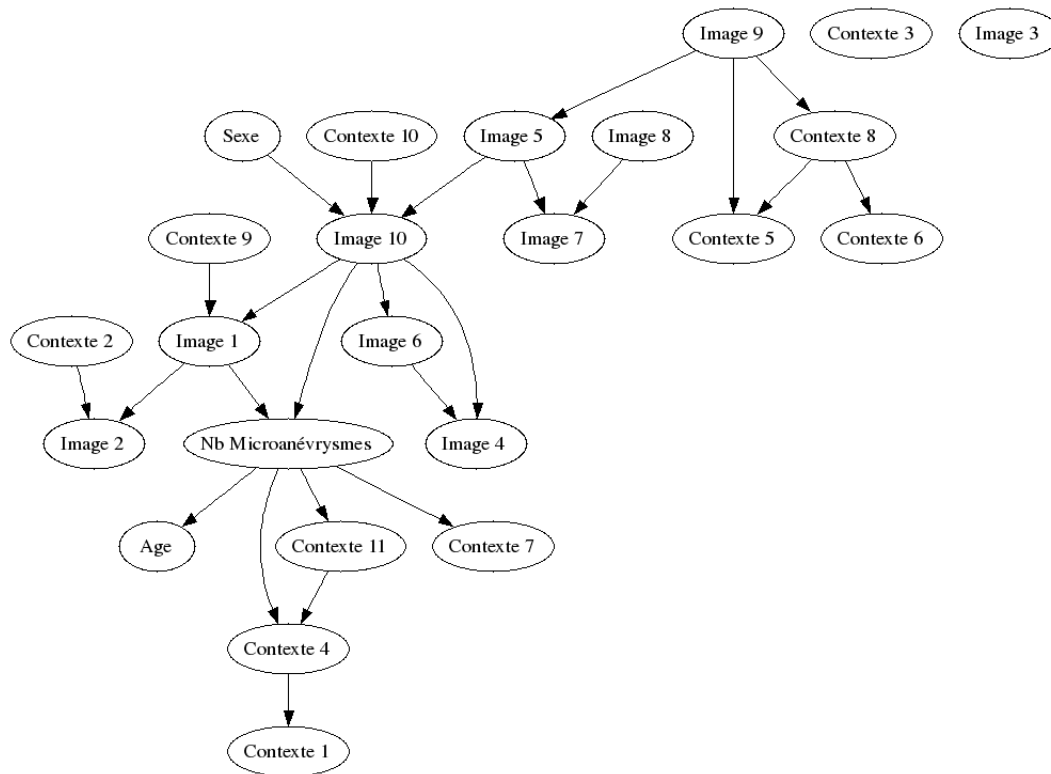 Image 9
Contexte 3
Image 3
Sexe
Contexte 10
Image 5
Image 8
Contexte 8
Contexte 9
Image 10
Image 7
Contexte 5
Contexte 6
Contexte 2
Image 1
Image 6
Image 2
Nb Microanévrysmes
Image 4
Age
Contexte 11
Contexte 7
Contexte 4
Contexte 1